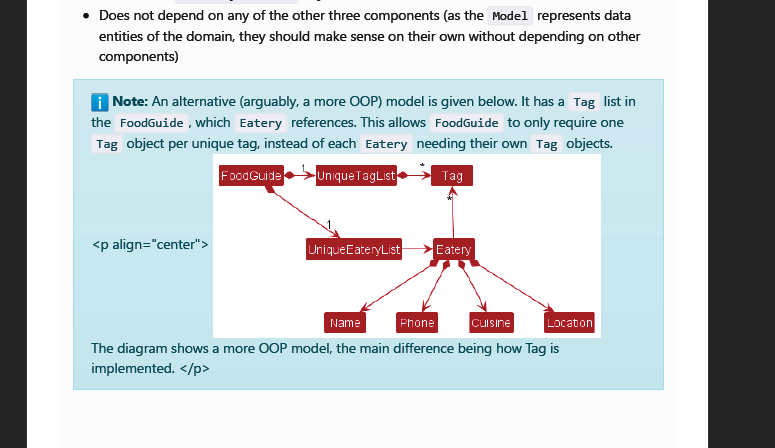 Does not depend on any of the other three components (as the Model represents data
entities of the domain, they should make sense on their own without depending on other
components)
Note: An alternative (arguably, a more OOP) model is given below. It has a Tag list in
the FoodGuide, which Eatery references. This allows FoodGuide to only require one
Tag object per unique tag, instead of each Eatery needing their own Tag objects.
FoodGuide 1 UniqueTagList * Tag
*
1
<p align="center"> UniqueEateryList Eatery
Name Phone Cuisine Location
The diagram shows a more OOP model, the main difference being how Tag is
implemented. </p>